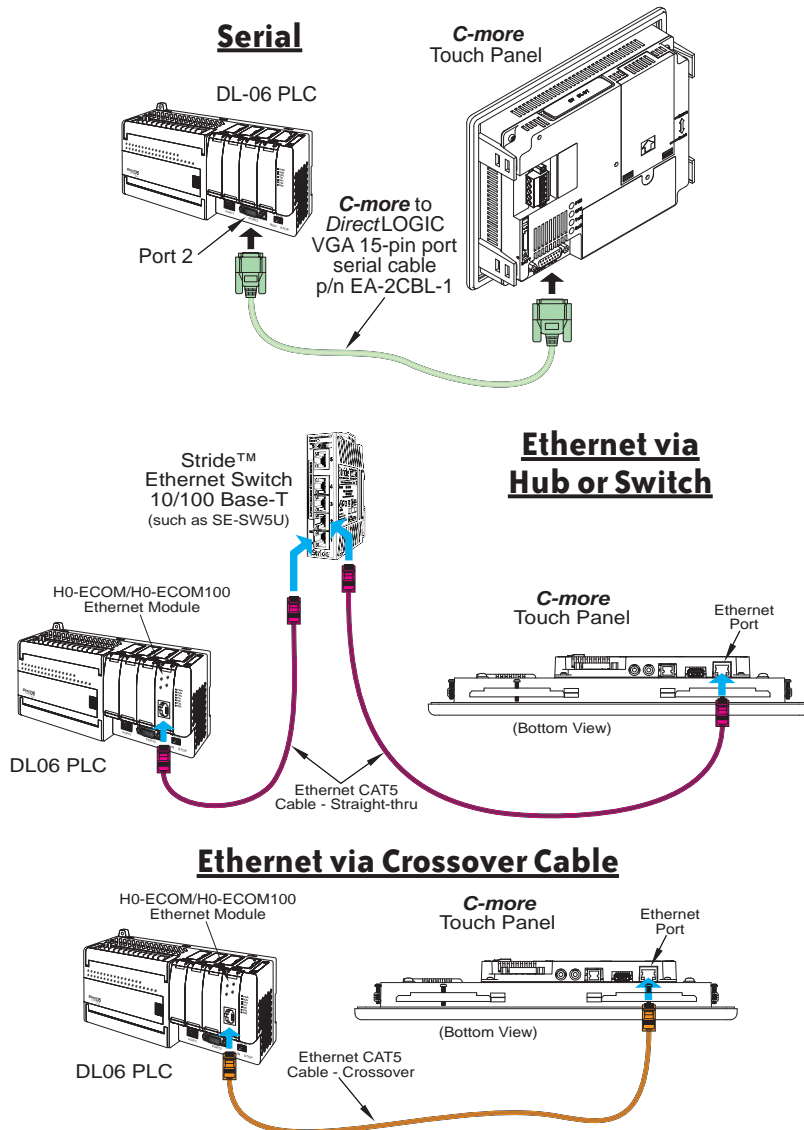 Serial
C-more
Touch Panel
DL-06 PLC
C-more to
DirectLOGIC
VGA 15-pin port
serial cable
p/n EA-2CBL-1
Port 2
Ethernet via
Hub or Switch
Stride™
Ethernet Switch
10/100 Base-T
(such as SE-SW5U)
H0-ECOM/H0-ECOM100
Ethernet Module
C-more
Touch Panel
Ethernet
Port
(Bottom View)
DL06 PLC
Ethernet CAT5
Cable - Straight-thru
Ethernet via Crossover Cable
H0-ECOM/H0-ECOM100
Ethernet Module
C-more
Touch Panel
Ethernet
Port
(Bottom View)
Ethernet CAT5
Cable - Crossover
DL06 PLC